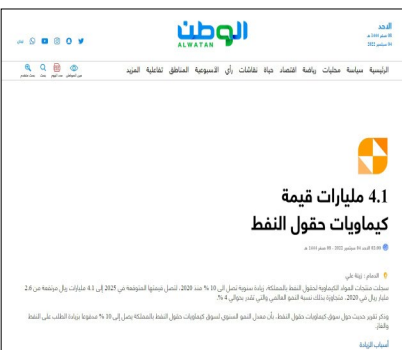 الأحد
08 صفر 1444 هـ
04 سبتمبر 2022
الوطن
ALWATAN
الرئيسية سياسة محليات رياضة اقتصاد حياة نقاشات رأي الأسبوعية المناطق تفاعلية المزيد
4.1 مليارات قيمة
كيماويات حقول النفط
الدمام : زينة علي
سجلت منتجات المواد الكيماوية لحقول النفط بالمملكة، زيادة سنوية تصل إلى 10 % منذ 2020، لتصل قيمتها المتوقعة في 2025 إلى 4.1 مليارات ريال مرتفعة من 2.6
مليار ريال في 2020، متجاوزة بذلك نسبة النمو العالمي والتي تقدر بحوالي 4 %.
وذكر تقرير حديث حول سوق كيماويات حقول النفط، بأن معدل النمو السنوي لسوق كيماويات حقول النفط بالمملكة يصل إلى 10 % مدفوعا بزيادة الطلب على النفط
والغاز.
أسباب الزيادة